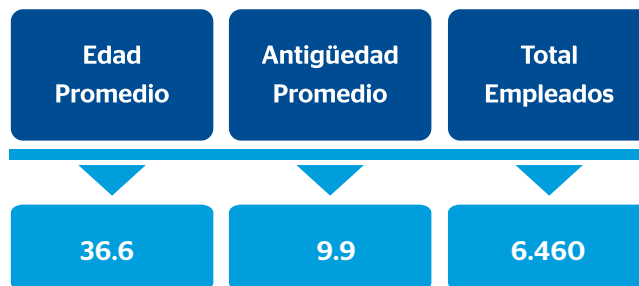 Edad
Promedio
Antigüedad
Promedio
Total
Empleados
36.6
9.9
6.460